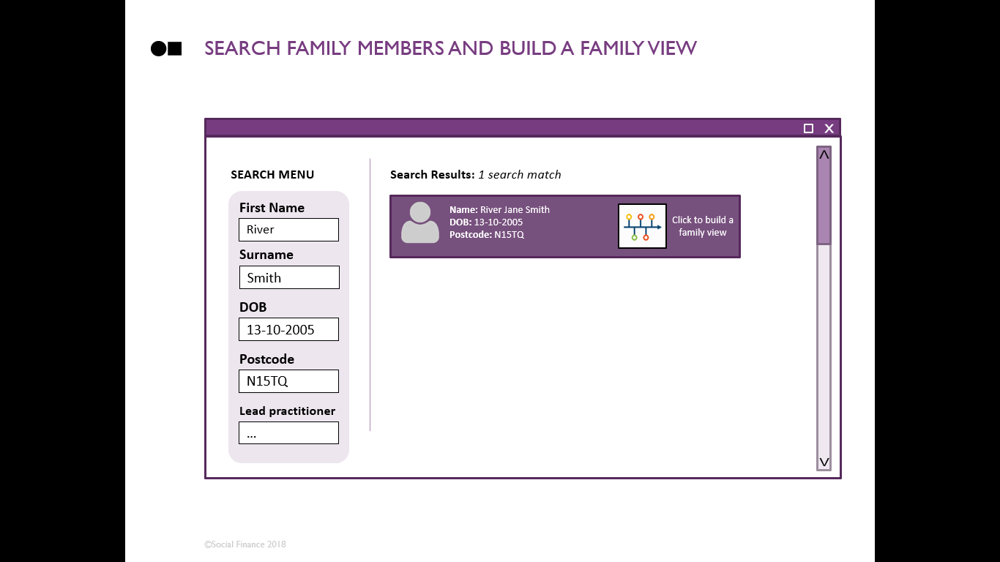 SEARCH FAMILY MEMBERS AND BUILD A FAMILY VIEW
X
SEARCH MENU
First Name
River
Surname
Smith
DOB
13-10-2005
Postcode
N15TQ
Lead practitioner
...
Search Results: 1 search match
Name: River Jane Smith
DOB: 13-10-2005
Postcode: N15TQ
Click to build a
family view
©Social Finance 2018